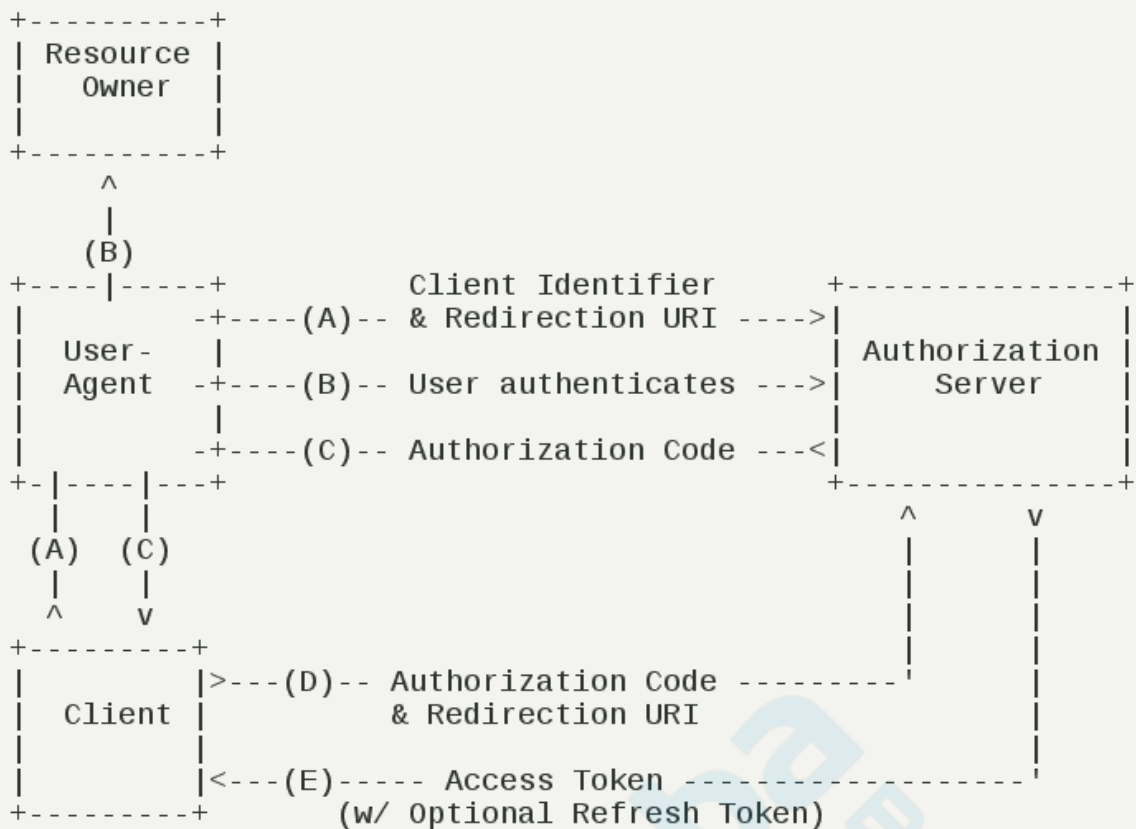 +----------+
| Resource |
|   Owner  |
|          |
+----------+
     ^
     |
    (B)
+----|-----+          Client Identifier      +---------------+
|         -+----(A)-- & Redirection URI ---->|               |
|  User-   |                                 | Authorization |
|  Agent  -+----(B)-- User authenticates --->|     Server    |
|          |                                 |               |
|         -+----(C)-- Authorization Code ---<|               |
+-|----|---+                                 +---------------+
  |    |                                         ^      v
 (A)  (C)                                        |      |
  |    |                                         |      |
  ^    v                                         |      |
+---------+                                      |      |
|         |>---(D)-- Authorization Code ---------'      |
|  Client |          & Redirection URI                  |
|         |                                             |
|         |<---(E)----- Access Token -------------------'
+---------+       (w/ Optional Refresh Token)